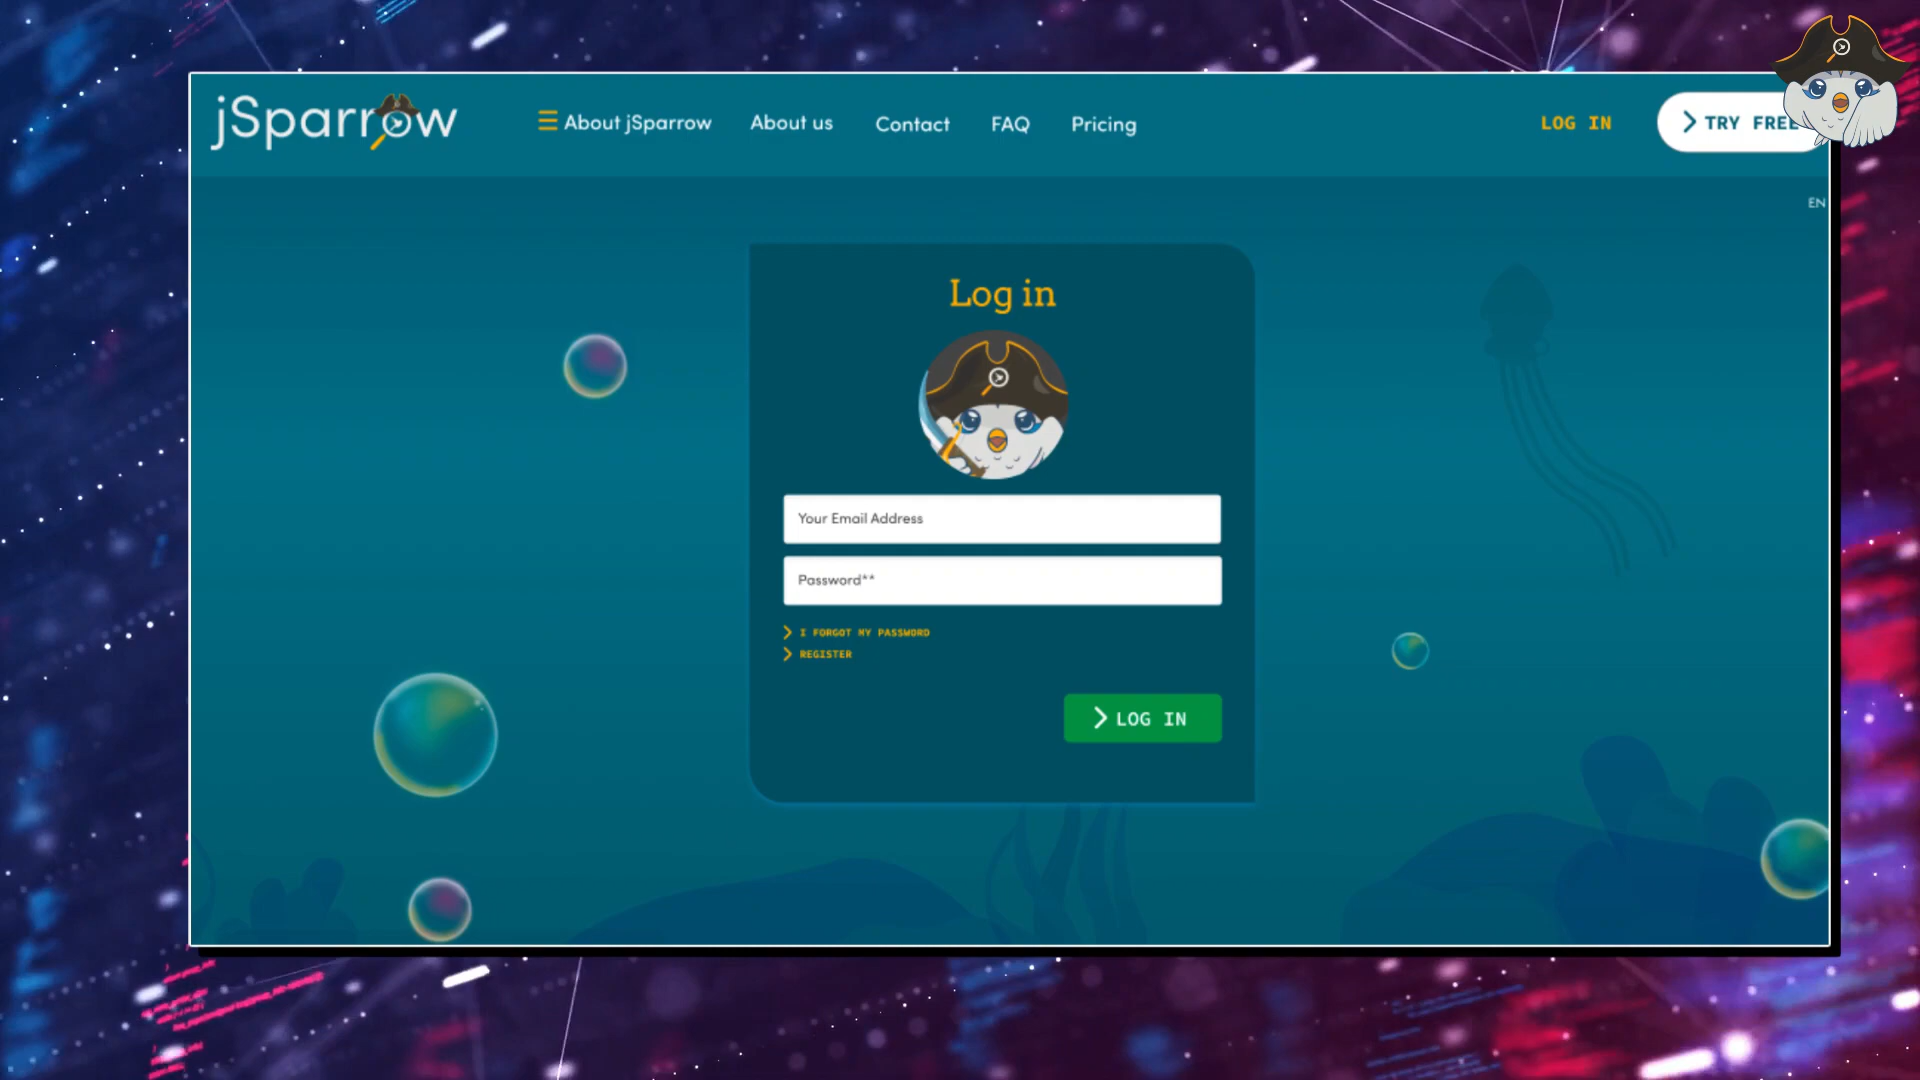 jSparrow
About jSparrow About us Contact FAQ Pricing
LOG IN
TRY FREE
EN
Log in
Your Email Address
Password**
I FORGOT MY PASSWORD
REGISTER
LOG IN